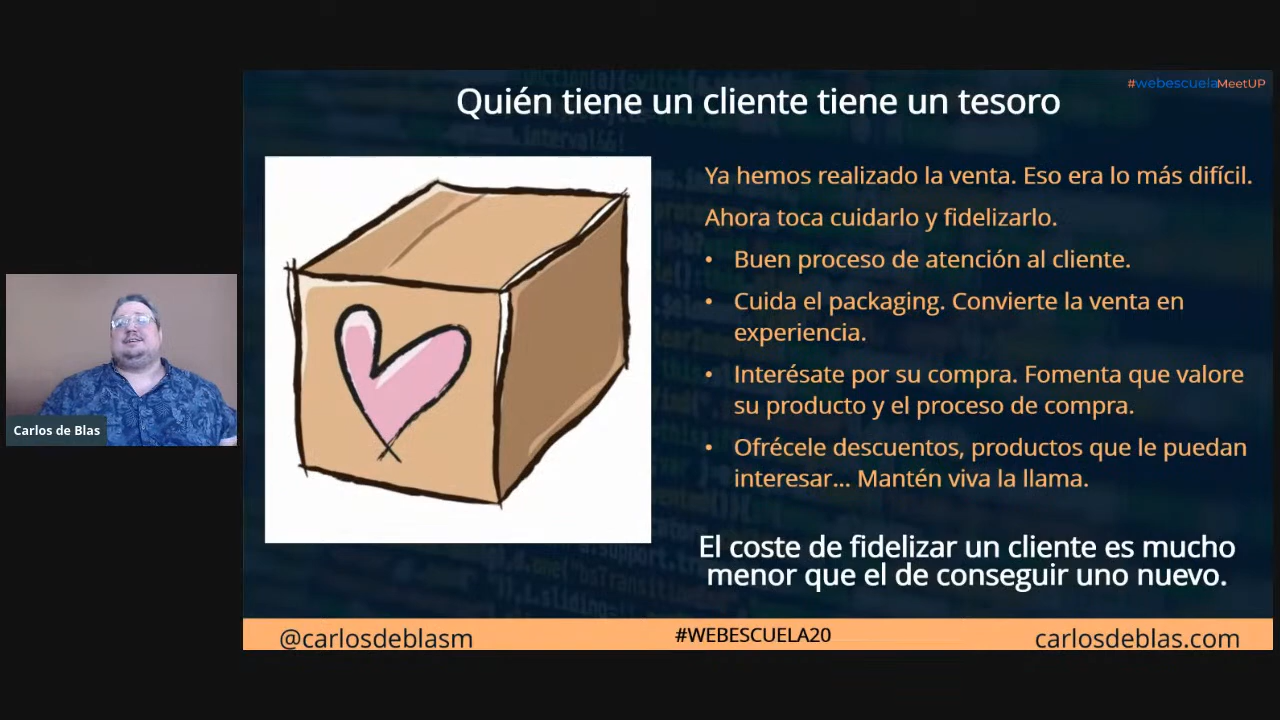 #webescuelaMeetUP
Quién tiene un cliente tiene un tesoro
Ya hemos realizado la venta. Eso era lo más difícil.
Ahora toca cuidarlo y fidelizarlo.
• Buen proceso de atención al cliente.
• Cuida el packaging. Convierte la venta en
experiencia.
• Interésate por su compra. Fomenta que valore
su producto y el proceso de compra.
• Ofrécele descuentos, productos que le puedan
interesar... Mantén viva la llama.
El coste de fidelizar un cliente es mucho
menor que el de conseguir uno nuevo.
Carlos de Blas
@carlosdeblasm
#WEBESCUELA20
carlosdeblas.com